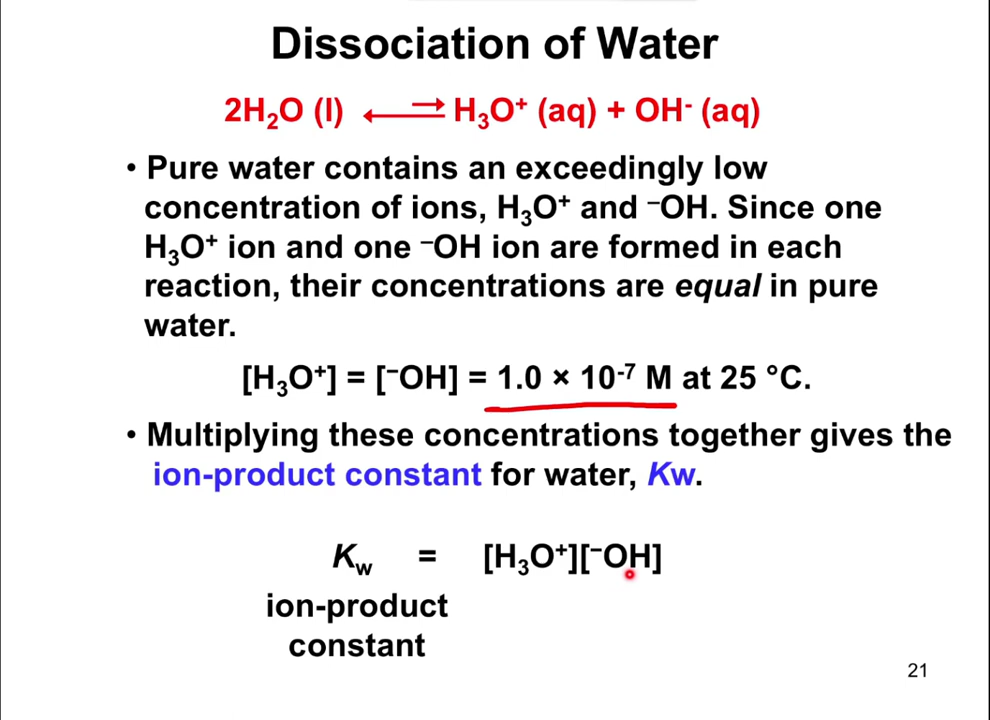 Dissociation of Water
2H₂O (l) ⟵⟶ H₃O⁺ (aq) + OH⁻ (aq)
• Pure water contains an exceedingly low
concentration of ions, H₃O⁺ and ⁻OH. Since one
H₃O⁺ ion and one ⁻OH ion are formed in each
reaction, their concentrations are equal in pure
water.
[H₃O⁺] = [⁻OH] = 1.0 × 10⁻⁷ M at 25 °C.
• Multiplying these concentrations together gives the
ion-product constant for water, Kw.
K_w = [H₃O⁺][⁻OH]
ion-product
constant
21